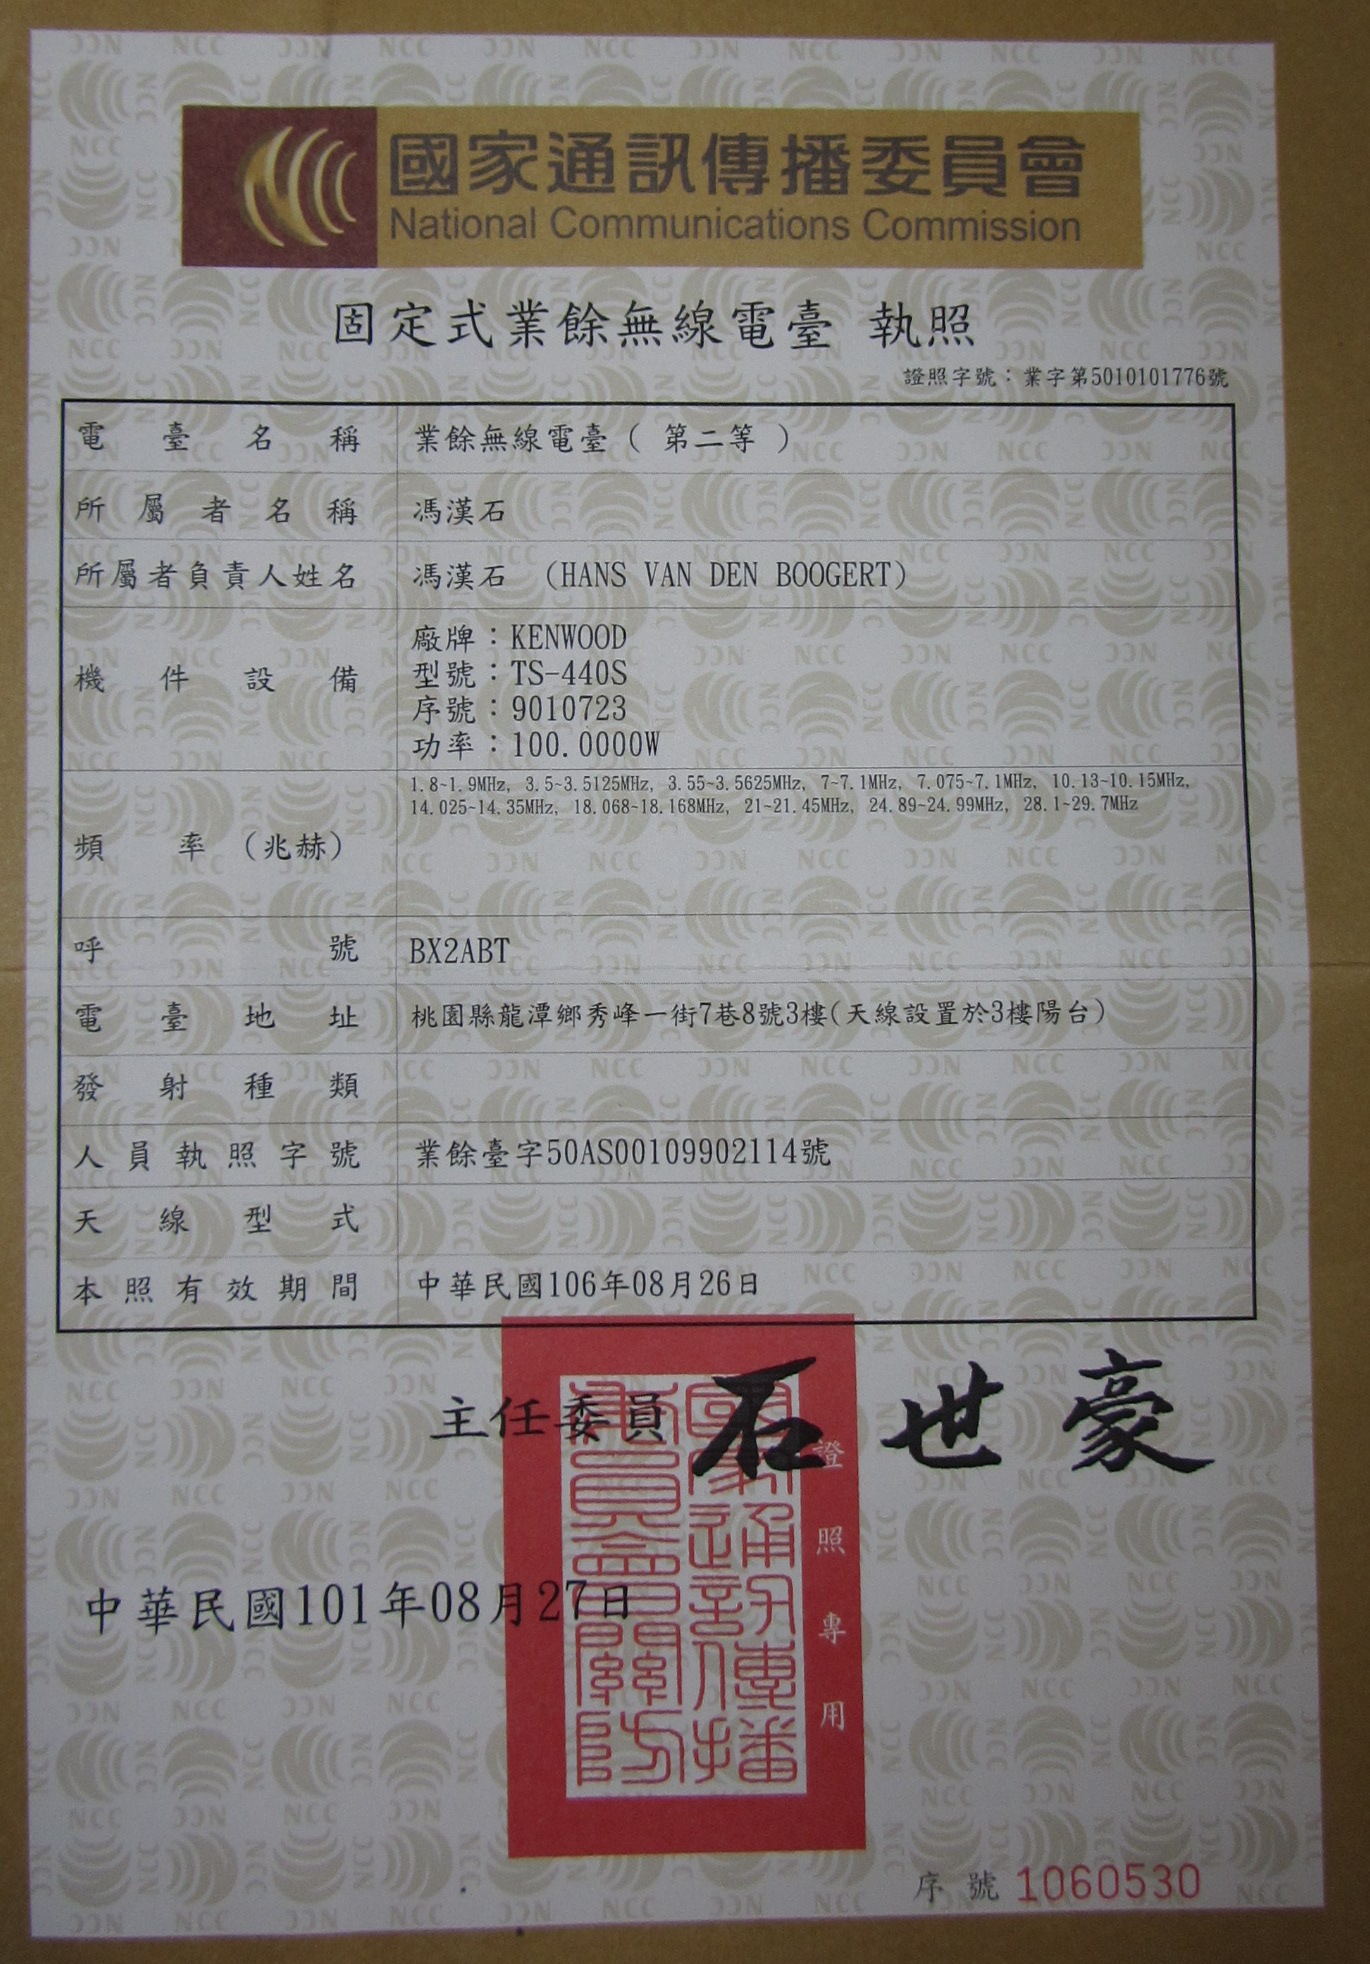 國家通訊傳播委員會
National Communications Commission
固定式業餘無線電臺 執照
證照字號：業字第5010101776號
電臺名稱 業餘無線電臺（ 第二等 ）
所屬者名稱 馮漢石
所屬者負責人姓名 馮漢石 （HANS VAN DEN BOOGERT）
機件設備
廠牌：KENWOOD
型號：TS-440S
序號：9010723
功率：100.0000W
頻率（兆赫）
1.8~1.9MHz, 3.5~3.5125MHz, 3.55~3.5625MHz, 7~7.1MHz, 7.075~7.1MHz, 10.13~10.15MHz,
14.025~14.35MHz, 18.068~18.168MHz, 21~21.45MHz, 24.89~24.99MHz, 28.1~29.7MHz
呼號 BX2ABT
電臺地址 桃園縣龍潭鄉秀峰一街7巷8號3樓(天線設置於3樓陽台)
發射種類
人員執照字號 業餘臺字50AS00109902114號
天線型式
本照有效期間 中華民國106年08月26日
主任委員 石世豪
國家通訊傳播
委員會關防
證照專用
中華民國101年08月27日
序號 1060530